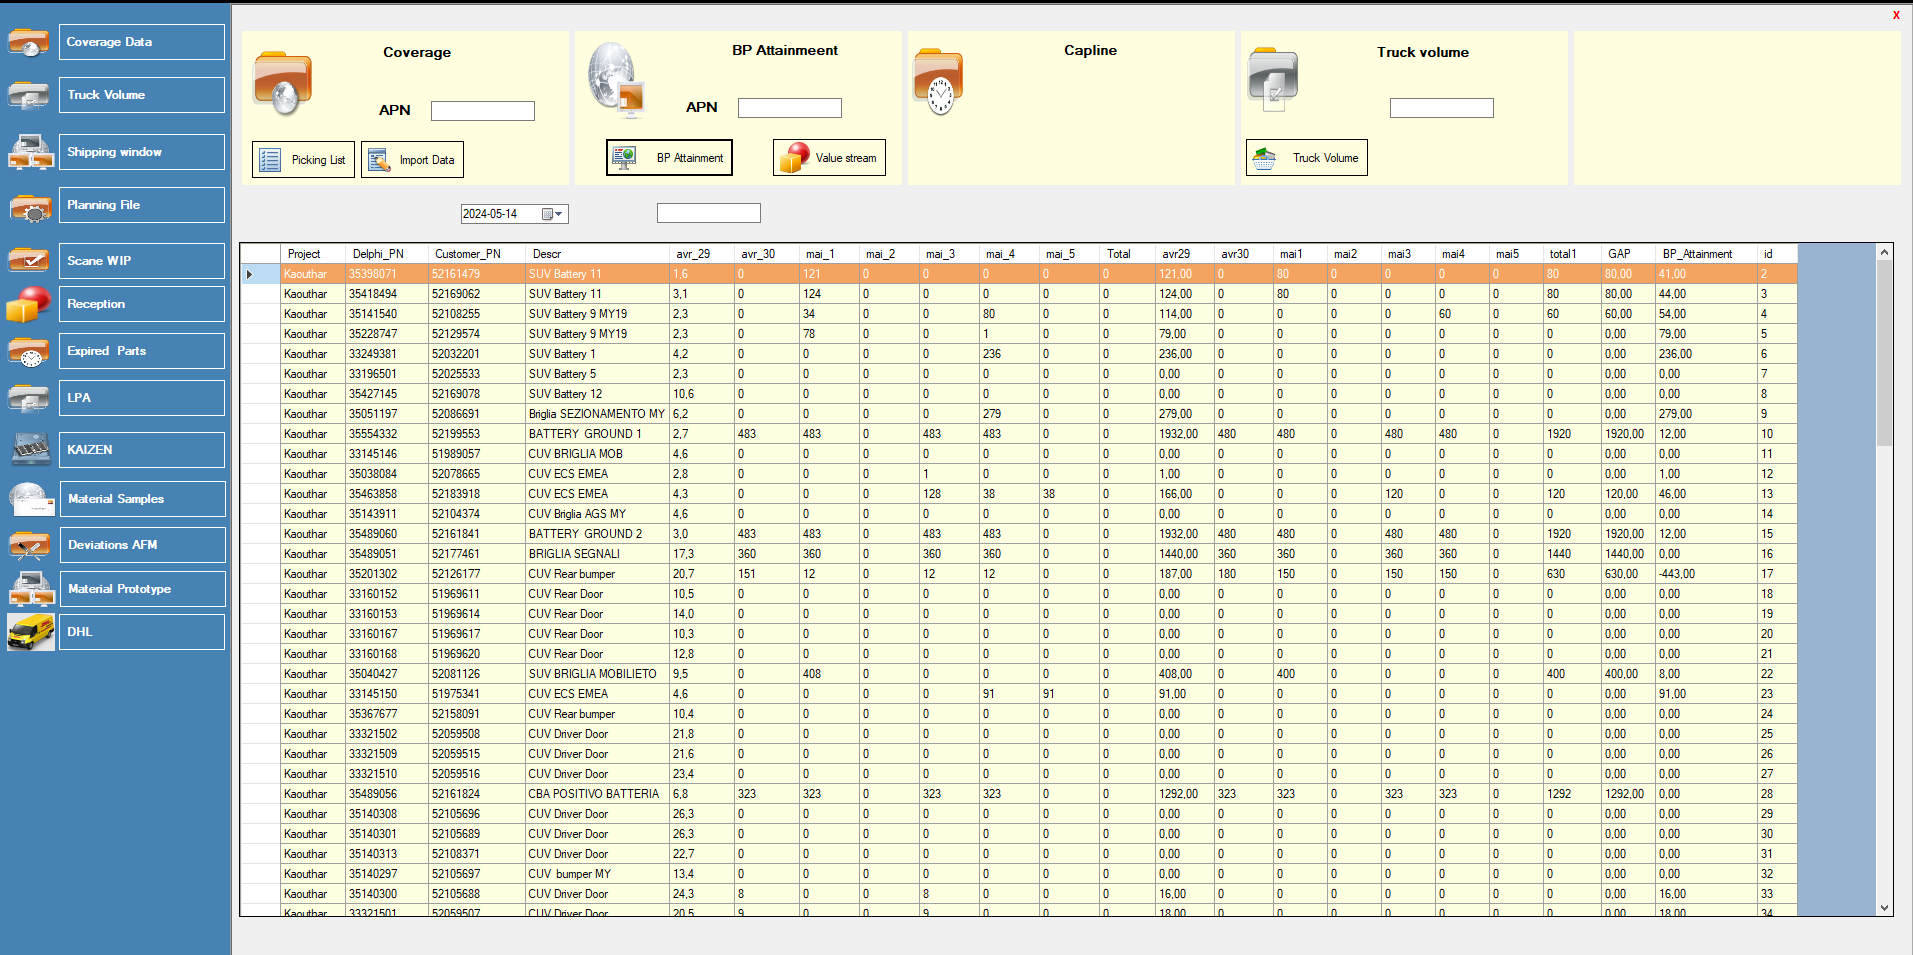 X
Coverage Data
Truck Volume
Shipping window
Planning File
Scane WIP
Reception
Expired Parts
LPA
KAIZEN
Material Samples
Deviations AFM
Material Prototype
DHL
Coverage
APN
Picking List Import Data
BP Attainmeent
APN
BP Attainment Value stream
Capline
Truck volume
Truck Volume
2024-05-14
Project Delphi_PN Customer_PN Descr avr_29 avr_30 mai_1 mai_2 mai_3 mai_4 mai_5 Total avr29 avr30 mai1 mai2 mai3 mai4 mai5 total1 GAP BP_Attainment id
Kaouthar 35398071 52161479 SUV Battery 11 1,6 0 121 0 0 0 0 0 121,00 0 80 0 0 0 0 80 80,00 41,00 2
Kaouthar 35418494 52169062 SUV Battery 11 3,1 0 124 0 0 0 0 0 124,00 0 80 0 0 0 0 80 80,00 44,00 3
Kaouthar 35141540 52108255 SUV Battery 9 MY19 2,3 0 34 0 0 80 0 0 114,00 0 0 0 0 60 0 60 60,00 54,00 4
Kaouthar 35228747 52129574 SUV Battery 9 MY19 2,3 0 78 0 0 1 0 0 79,00 0 0 0 0 0 0 0 0,00 79,00 5
Kaouthar 33249381 52032201 SUV Battery 1 4,2 0 0 0 0 236 0 0 236,00 0 0 0 0 0 0 0 0,00 236,00 6
Kaouthar 33196501 52025533 SUV Battery 5 2,3 0 0 0 0 0 0 0 0,00 0 0 0 0 0 0 0 0,00 0,00 7
Kaouthar 35427145 52169078 SUV Battery 12 10,6 0 0 0 0 0 0 0 0,00 0 0 0 0 0 0 0 0,00 0,00 8
Kaouthar 35051197 52086691 Briglia SEZIONAMENTO MY 6,2 0 0 0 0 279 0 0 279,00 0 0 0 0 0 0 0 0,00 279,00 9
Kaouthar 35554332 52199553 BATTERY GROUND 1 2,7 483 483 0 483 483 0 0 1932,00 480 480 0 480 480 0 1920 1920,00 12,00 10
Kaouthar 33145146 51989057 CUV BRIGLIA MOB 4,6 0 0 0 0 0 0 0 0,00 0 0 0 0 0 0 0 0,00 0,00 11
Kaouthar 35038084 52078665 CUV ECS EMEA 2,8 0 0 0 1 0 0 0 1,00 0 0 0 0 0 0 0 0,00 1,00 12
Kaouthar 35463858 52183918 CUV ECS EMEA 4,3 0 0 0 128 38 38 0 166,00 0 0 0 120 0 0 120 120,00 46,00 13
Kaouthar 35143911 52104374 CUV Briglia AGS MY 4,6 0 0 0 0 0 0 0 0,00 0 0 0 0 0 0 0 0,00 0,00 14
Kaouthar 35489060 52161841 BATTERY GROUND 2 3,0 483 483 0 483 483 0 0 1932,00 480 480 0 480 480 0 1920 1920,00 12,00 15
Kaouthar 35489051 52177461 BRIGLIA SEGNALI 17,3 360 360 0 360 360 0 0 1440,00 360 360 0 360 360 0 1440 1440,00 0,00 16
Kaouthar 35201302 52126177 CUV Rear bumper 20,7 151 12 0 12 12 0 0 187,00 180 150 0 150 150 0 630 630,00 -443,00 17
Kaouthar 33160152 51969611 CUV Rear Door 10,5 0 0 0 0 0 0 0 0,00 0 0 0 0 0 0 0 0,00 0,00 18
Kaouthar 33160153 51969614 CUV Rear Door 14,0 0 0 0 0 0 0 0 0,00 0 0 0 0 0 0 0 0,00 0,00 19
Kaouthar 33160167 51969617 CUV Rear Door 10,3 0 0 0 0 0 0 0 0,00 0 0 0 0 0 0 0 0,00 0,00 20
Kaouthar 33160168 51969620 CUV Rear Door 12,8 0 0 0 0 0 0 0 0,00 0 0 0 0 0 0 0 0,00 0,00 21
Kaouthar 35040427 52081126 SUV BRIGLIA MOBILIETO 9,5 0 408 0 0 0 0 0 408,00 0 400 0 0 0 0 400 400,00 8,00 22
Kaouthar 33145150 51975341 CUV ECS EMEA 4,6 0 0 0 0 91 91 0 91,00 0 0 0 0 0 0 0 0,00 91,00 23
Kaouthar 35367677 52158091 CUV Rear bumper 10,4 0 0 0 0 0 0 0 0,00 0 0 0 0 0 0 0 0,00 0,00 24
Kaouthar 33321502 52059508 CUV Driver Door 21,8 0 0 0 0 0 0 0 0,00 0 0 0 0 0 0 0 0,00 0,00 25
Kaouthar 33321509 52059515 CUV Driver Door 21,6 0 0 0 0 0 0 0 0,00 0 0 0 0 0 0 0 0,00 0,00 26
Kaouthar 33321510 52059516 CUV Driver Door 23,4 0 0 0 0 0 0 0 0,00 0 0 0 0 0 0 0 0,00 0,00 27
Kaouthar 35489056 52161824 CBA POSITIVO BATTERIA 6,8 323 323 0 323 323 0 0 1292,00 323 323 0 323 323 0 1292 1292,00 0,00 28
Kaouthar 35140308 52105696 CUV Driver Door 26,3 0 0 0 0 0 0 0 0,00 0 0 0 0 0 0 0 0,00 0,00 29
Kaouthar 35140301 52105689 CUV Driver Door 26,3 0 0 0 0 0 0 0 0,00 0 0 0 0 0 0 0 0,00 0,00 30
Kaouthar 35140313 52108371 CUV Driver Door 22,7 0 0 0 0 0 0 0 0,00 0 0 0 0 0 0 0 0,00 0,00 31
Kaouthar 35140297 52105697 CUV bumper MY 13,4 0 0 0 0 0 0 0 0,00 0 0 0 0 0 0 0 0,00 0,00 32
Kaouthar 35140300 52105688 CUV Driver Door 24,3 8 0 0 8 0 0 0 16,00 0 0 0 0 0 0 0 0,00 16,00 33
Kaouthar 33321501 52059507 CUV Driver Door 20,5 9 0 0 9 0 0 0 18,00 0 0 0 0 0 0 0 0,00 18,00 34